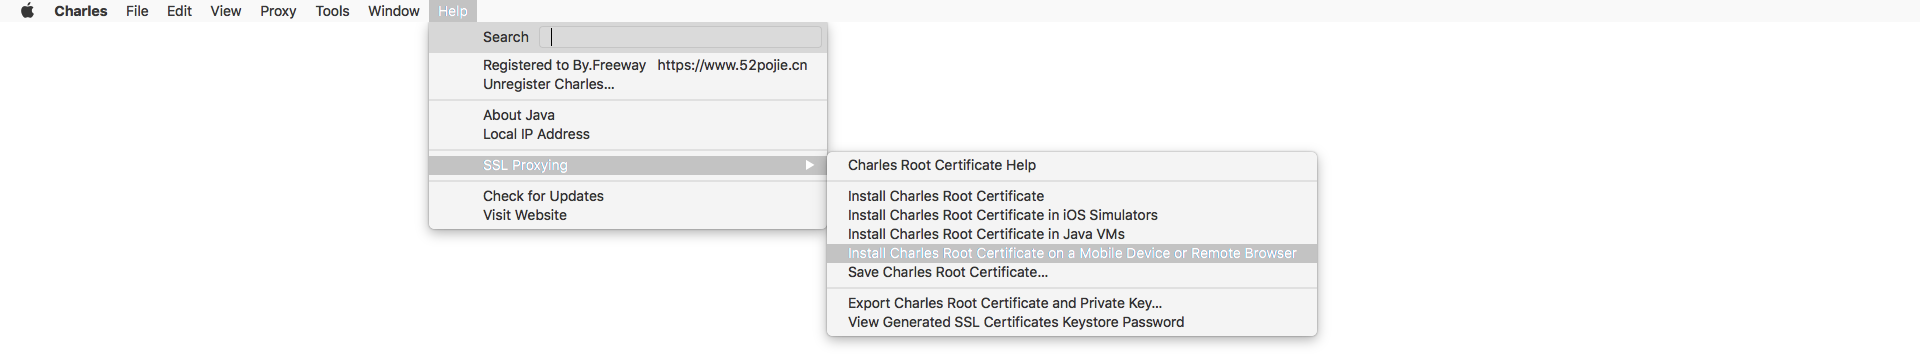 Charles File Edit View Proxy Tools Window Help
Search
Registered to By.Freeway https://www.52pojie.cn
Unregister Charles...
About Java
Local IP Address
SSL Proxying
Check for Updates
Visit Website
Charles Root Certificate Help
Install Charles Root Certificate
Install Charles Root Certificate in iOS Simulators
Install Charles Root Certificate in Java VMs
Install Charles Root Certificate on a Mobile Device or Remote Browser
Save Charles Root Certificate...
Export Charles Root Certificate and Private Key...
View Generated SSL Certificates Keystore Password